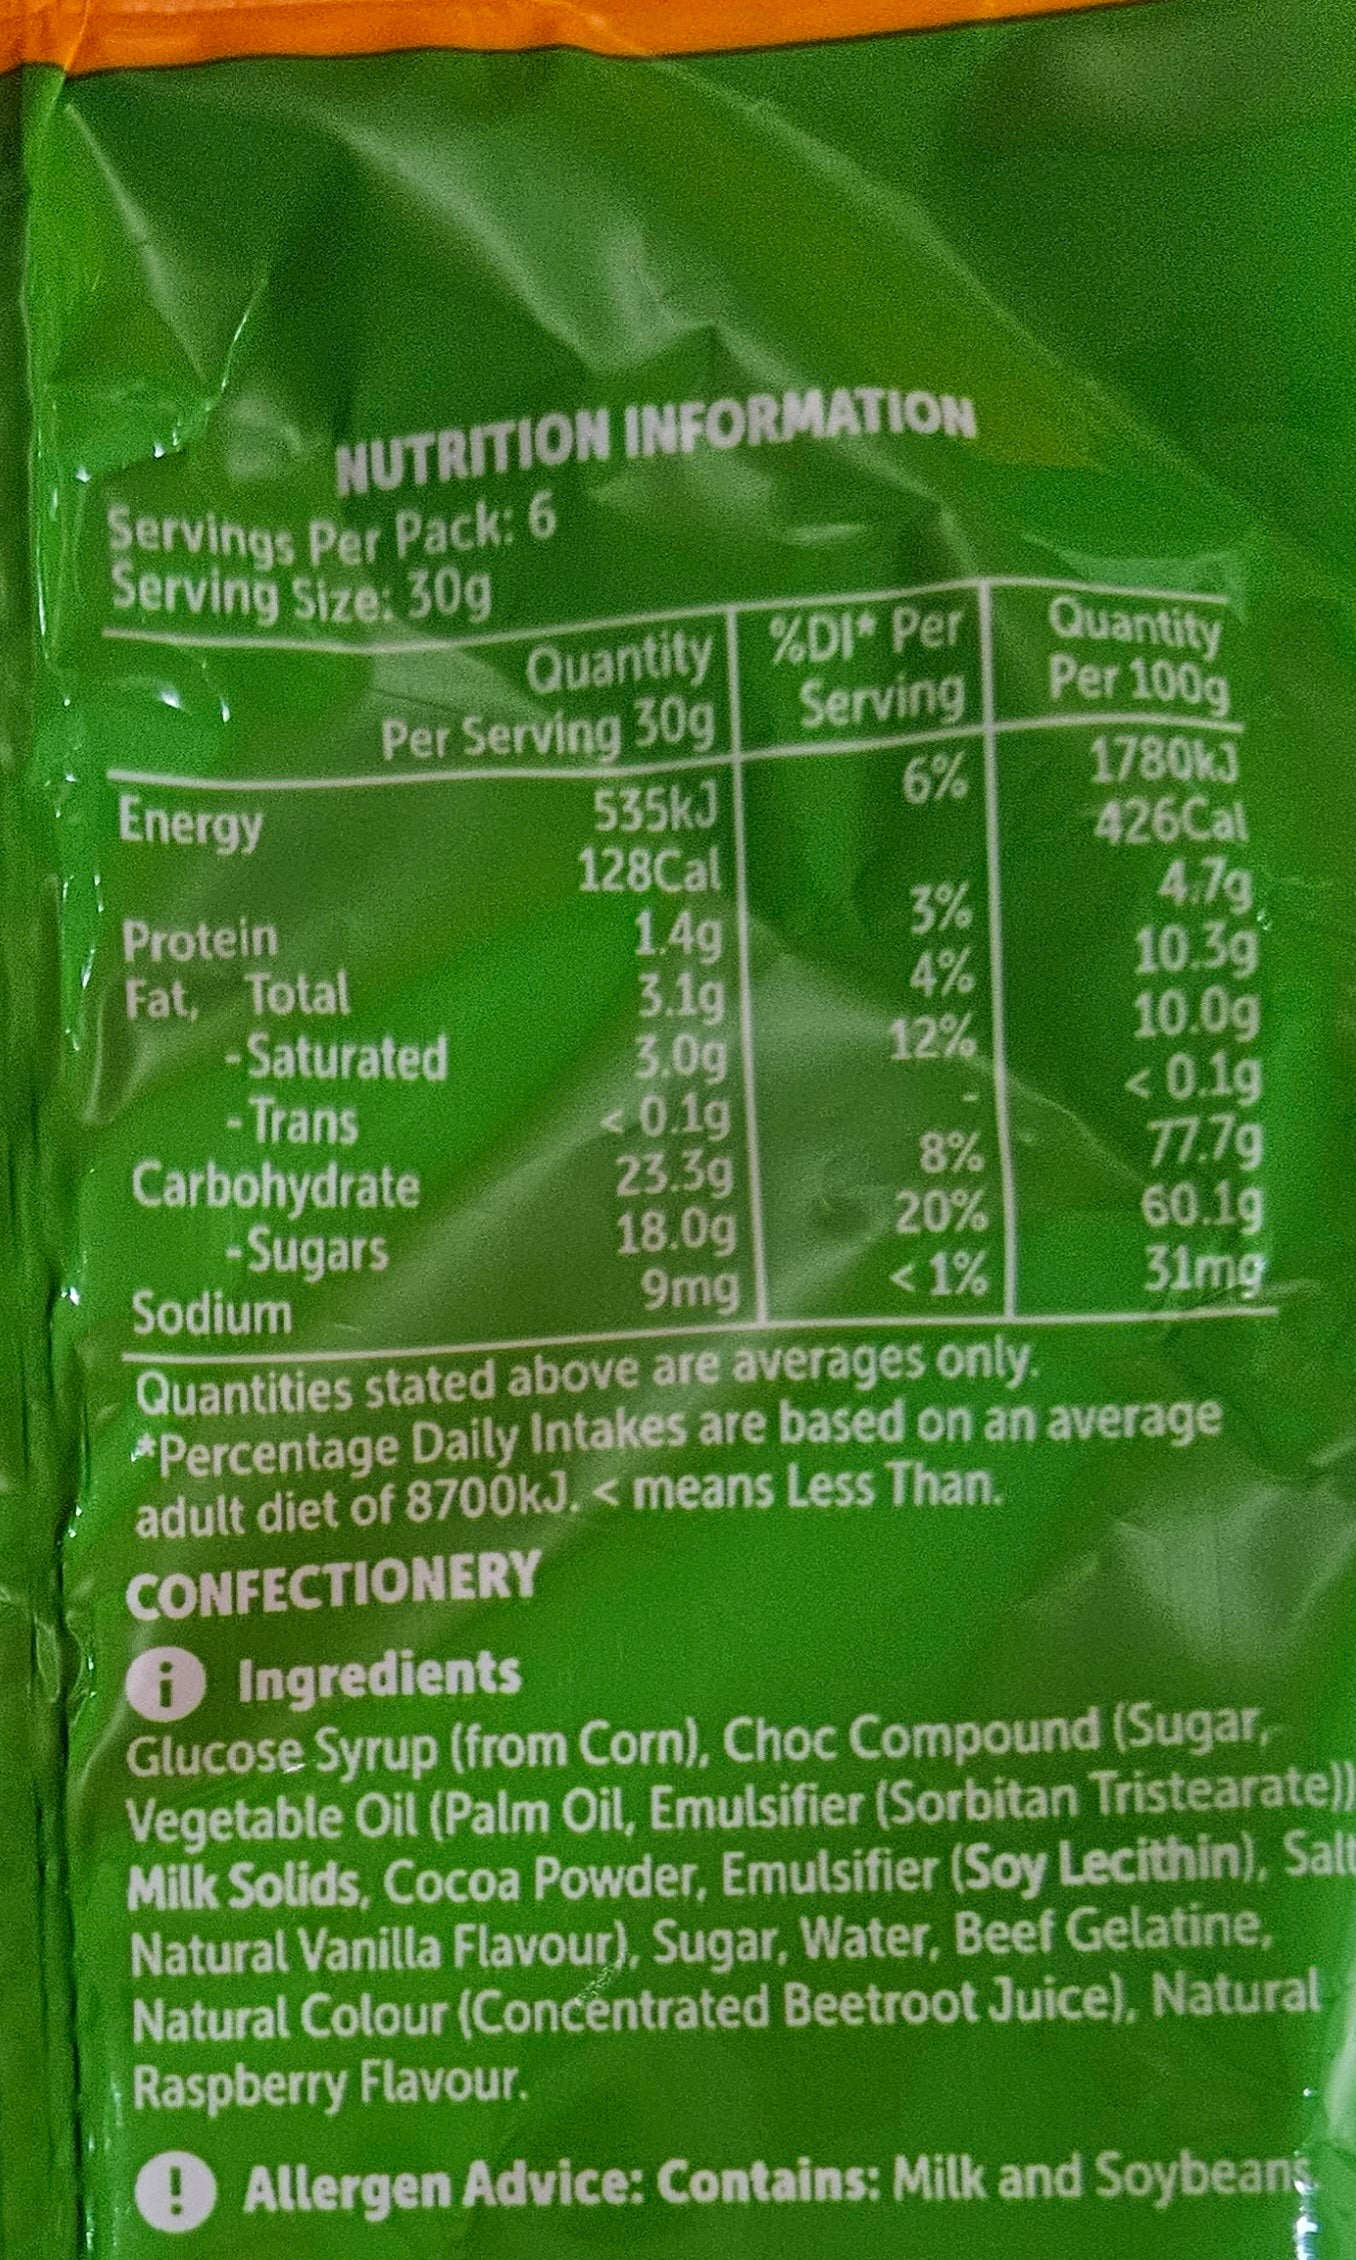 NUTRITION INFORMATION
Servings Per Pack: 6
Serving Size: 30g
Quantity Per Serving 30g %DI* Per Serving Quantity Per 100g
Energy 535kJ 6% 1780kJ
128Cal 426Cal
Protein 1.4g 3% 4.7g
Fat, Total 3.1g 4% 10.3g
- Saturated 3.0g 12% 10.0g
- Trans < 0.1g - < 0.1g
Carbohydrate 23.3g 8% 77.7g
- Sugars 18.0g 20% 60.1g
Sodium 9mg < 1% 31mg
Quantities stated above are averages only.
*Percentage Daily Intakes are based on an average
adult diet of 8700kJ. < means Less Than.
CONFECTIONERY
i Ingredients
Glucose Syrup (from Corn), Choc Compound (Sugar,
Vegetable Oil (Palm Oil, Emulsifier (Sorbitan Tristearate))
Milk Solids, Cocoa Powder, Emulsifier (Soy Lecithin), Salt
Natural Vanilla Flavour), Sugar, Water, Beef Gelatine,
Natural Colour (Concentrated Beetroot Juice), Natural
Raspberry Flavour.
! Allergen Advice: Contains: Milk and Soybeans.